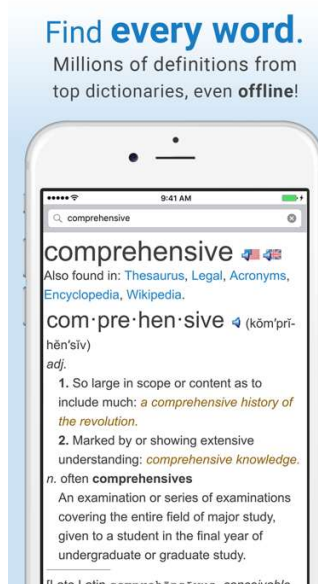 Find every word.
Millions of definitions from
top dictionaries, even offline!
9:41 AM
comprehensive
comprehensive
Also found in: Thesaurus, Legal, Acronyms,
Encyclopedia, Wikipedia.
com·pre·hen·sive (kŏm′prĭ-
hĕn′sĭv)
adj.
1. So large in scope or content as to
include much: a comprehensive history of
the revolution.
2. Marked by or showing extensive
understanding: comprehensive knowledge.
n. often comprehensives
An examination or series of examinations
covering the entire field of major study,
given to a student in the final year of
undergraduate or graduate study.